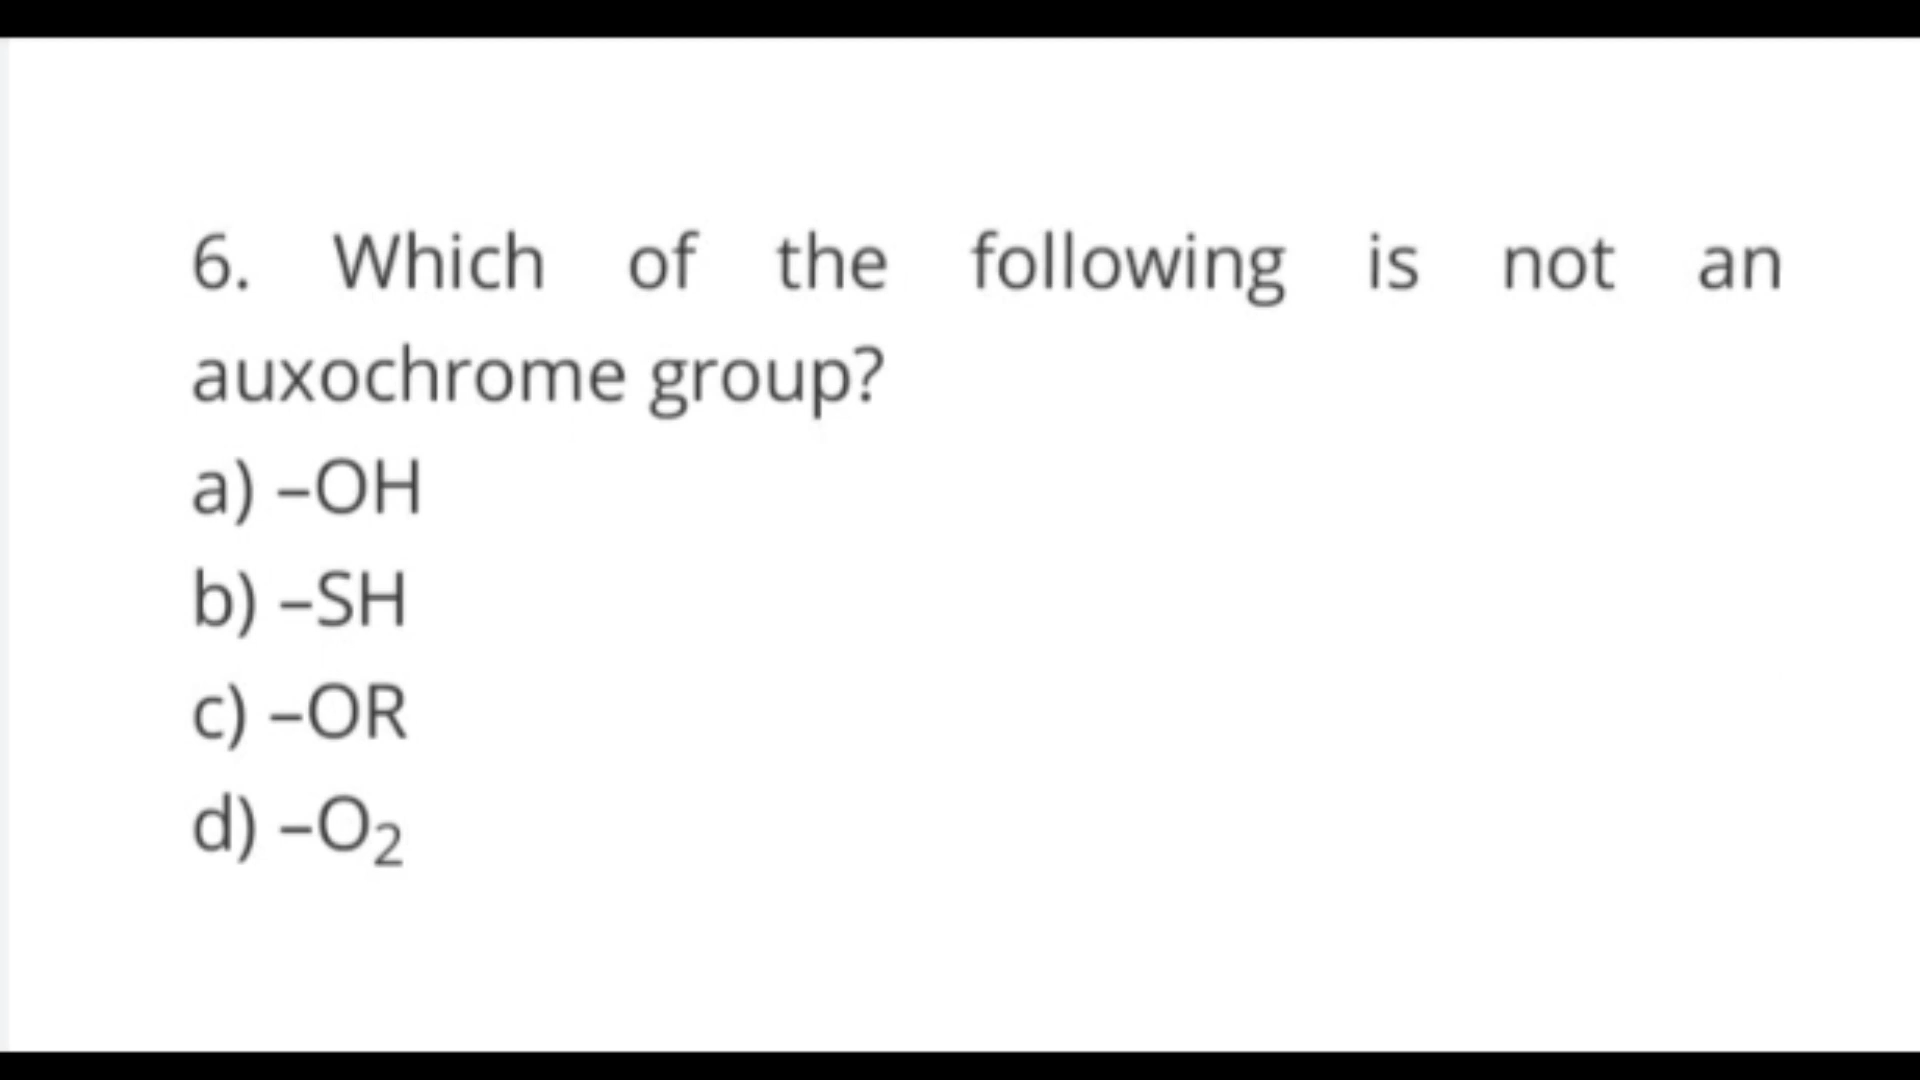 6. Which of the following is not an
auxochrome group?
a) –OH
b) –SH
c) –OR
d) –O₂